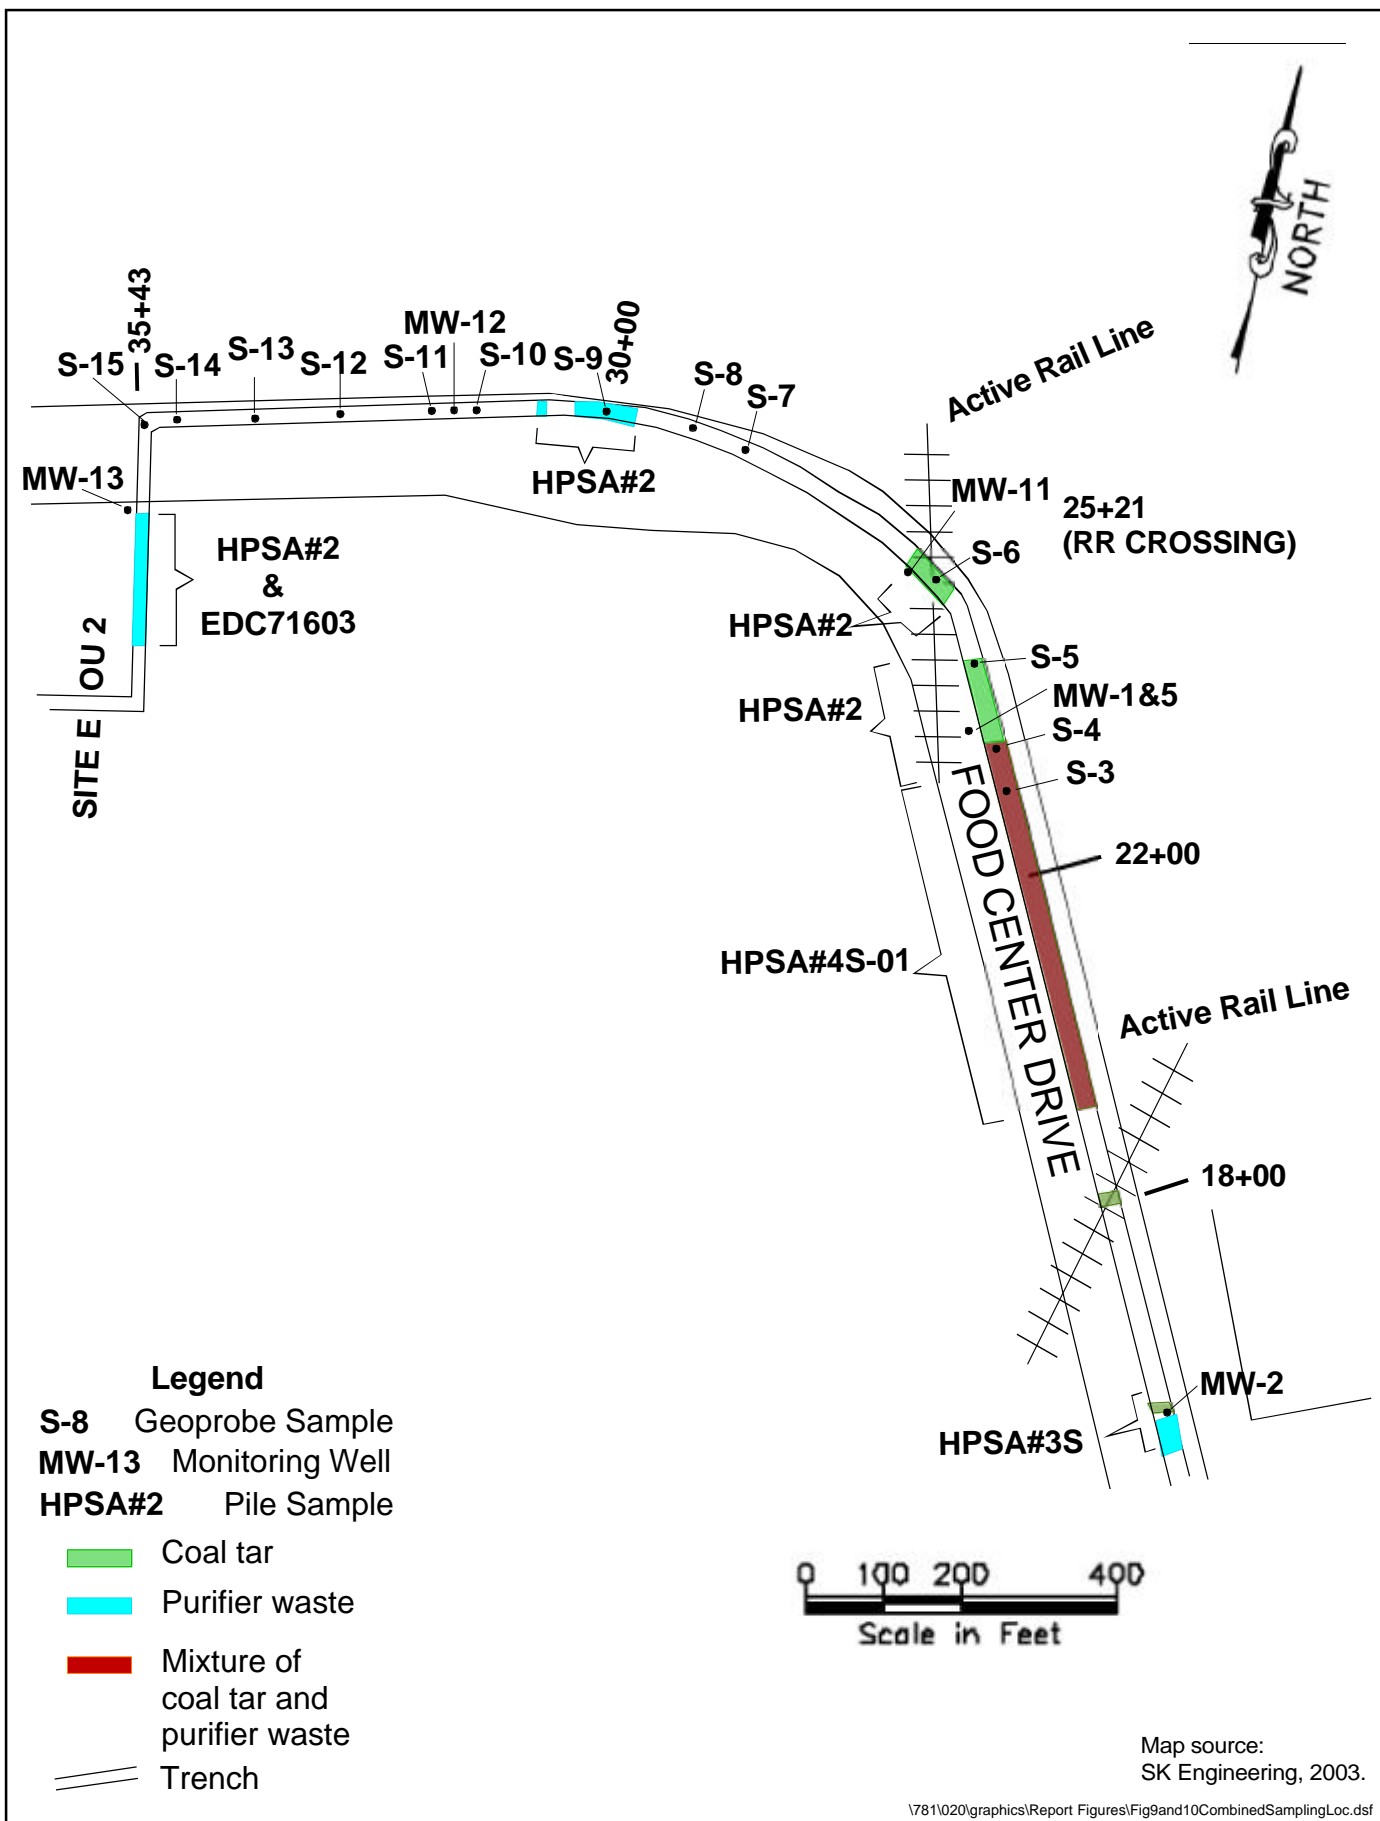 NORTH
Active Rail Line
35+43
MW-12
30+00
S-15
S-14
S-13
S-12
S-11
S-10
S-9
S-8
S-7
MW-13
HPSA#2
MW-11
25+21
(RR CROSSING)
S-6
HPSA#2
&
EDC71603
HPSA#2
S-5
SITE E OU 2
MW-1&5
HPSA#2
S-4
S-3
FOOD CENTER DRIVE
22+00
HPSA#4S-01
Active Rail Line
18+00
MW-2
HPSA#3S
Legend
S-8 Geoprobe Sample
MW-13 Monitoring Well
HPSA#2 Pile Sample
Coal tar
Purifier waste
Mixture of
coal tar and
purifier waste
Trench
0 100 200 400
Scale in Feet
Map source:
SK Engineering, 2003.
\781\020\graphics\Report Figures\Fig9and10CombinedSamplingLoc.dsf